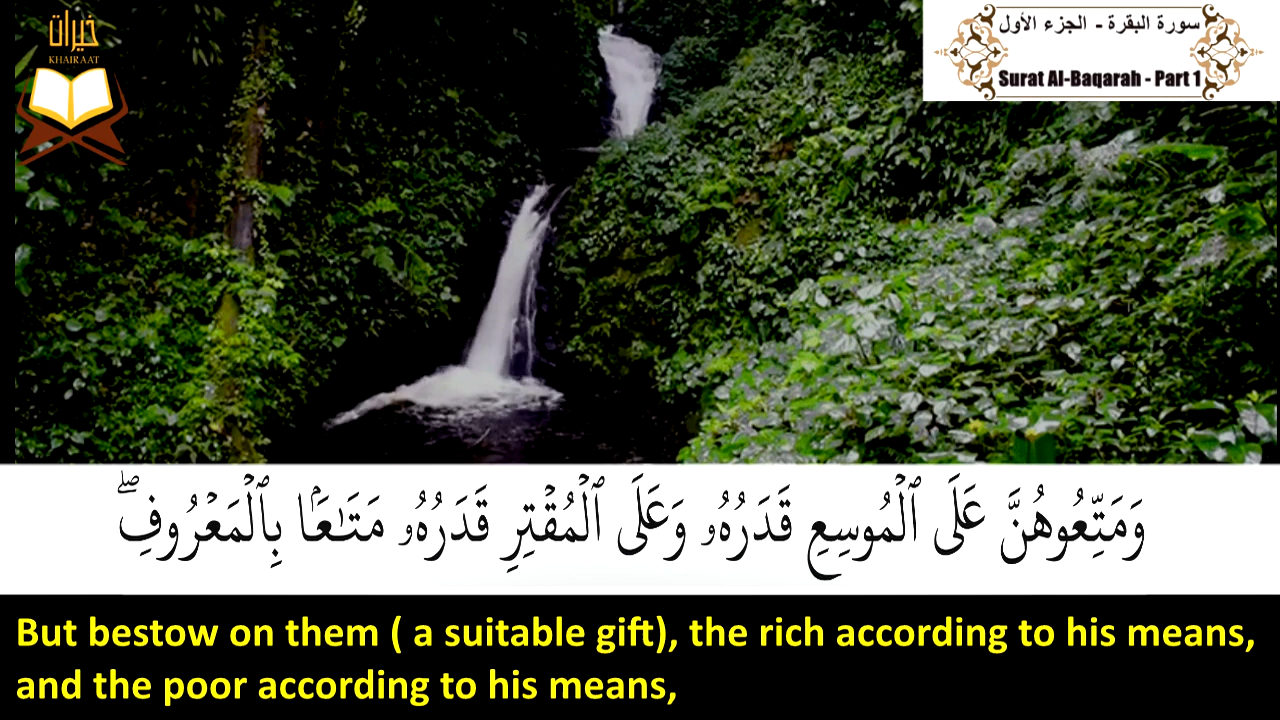 خيرات
KHAIRAAT
سورة البقرة - الجزء الأول
Surat Al-Baqarah - Part 1
وَمَتِّعُوهُنَّ عَلَى ٱلْمُوسِعِ قَدَرُهُۥ وَعَلَى ٱلْمُقْتِرِ قَدَرُهُۥ مَتَـٰعًۢا بِٱلْمَعْرُوفِ ۖ
But bestow on them ( a suitable gift), the rich according to his means,
and the poor according to his means,